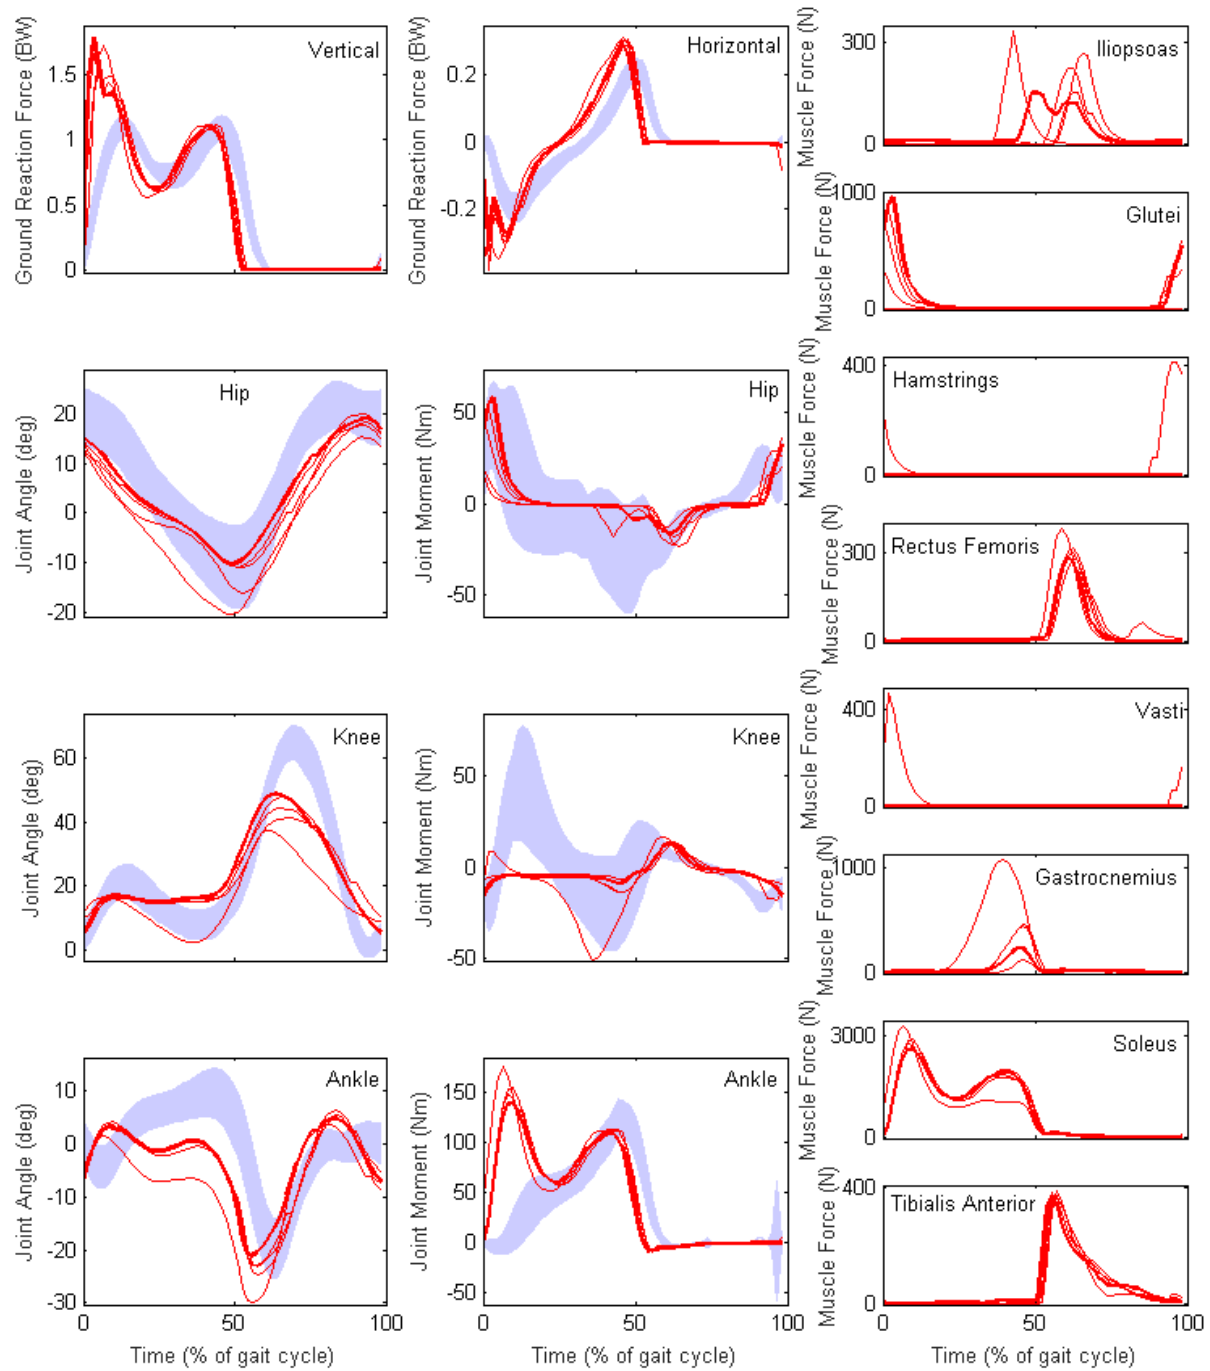 Ground Reaction Force (BW)
1.5
1
0.5
0
Vertical
Ground Reaction Force (BW)
0.2
0
-0.2
Horizontal
Muscle Force (N)
300
0
Iliopsoas
Muscle Force (N)
1000
0
Glutei
Joint Angle (deg)
20
10
0
-10
-20
Hip
Joint Moment (Nm)
50
0
-50
Hip
Muscle Force (N)
400
0
Hamstrings
Muscle Force (N)
300
0
Rectus Femoris
Joint Angle (deg)
60
40
20
0
Knee
Joint Moment (Nm)
50
0
-50
Knee
Muscle Force (N)
400
0
Vasti
Muscle Force (N)
1000
0
Gastrocnemius
Joint Angle (deg)
10
0
-10
-20
-30
Ankle
0
50
100
Time (% of gait cycle)
Joint Moment (Nm)
150
100
50
0
-50
Ankle
0
50
100
Time (% of gait cycle)
Muscle Force (N)
3000
0
Soleus
Muscle Force (N)
400
0
Tibialis Anterior
0
50
100
Time (% of gait cycle)